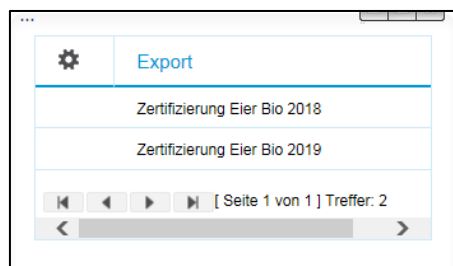 ...
Export
Zertifizierung Eier Bio 2018
Zertifizierung Eier Bio 2019
[ Seite 1 von 1 ] Treffer: 2